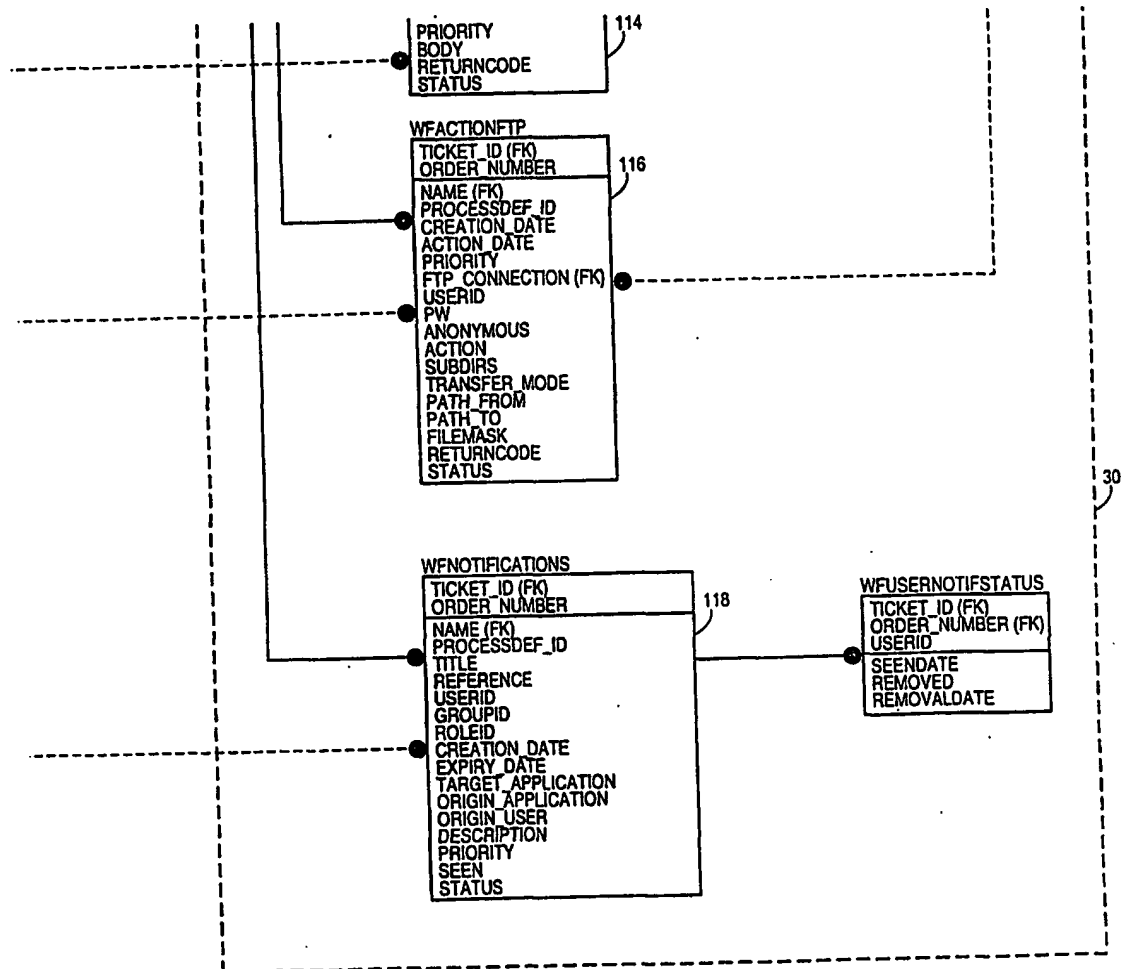 PRIORITY
BODY
RETURNCODE
STATUS
114
WFACTIONFTP
TICKET_ID (FK)
ORDER_NUMBER
116
NAME (FK)
PROCESSDEF_ID
CREATION_DATE
ACTION_DATE
PRIORITY
FTP_CONNECTION (FK)
USERID
PW
ANONYMOUS
ACTION
SUBDIRS
TRANSFER_MODE
PATH_FROM
PATH_TO
FILEMASK
RETURNCODE
STATUS
30
WFNOTIFICATIONS
TICKET_ID (FK)
ORDER_NUMBER
118
NAME (FK)
PROCESSDEF_ID
TITLE
REFERENCE
USERID
GROUPID
ROLEID
CREATION_DATE
EXPIRY_DATE
TARGET_APPLICATION
ORIGIN_APPLICATION
ORIGIN_USER
DESCRIPTION
PRIORITY
SEEN
STATUS
WFUSERNOTIFSTATUS
TICKET_ID (FK)
ORDER_NUMBER (FK)
USERID
SEENDATE
REMOVED
REMOVALDATE